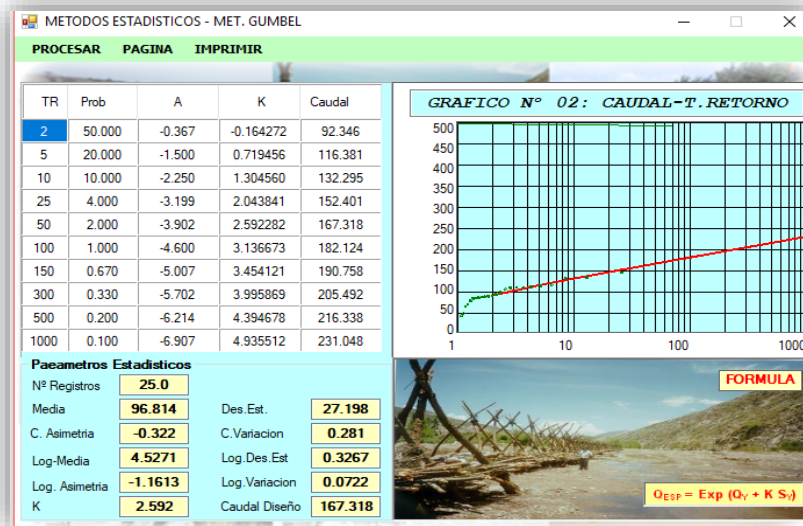 METODOS ESTADISTICOS - MET. GUMBEL
PROCESAR PAGINA IMPRIMIR
TR Prob A K Caudal
2 50.000 -0.367 -0.164272 92.346
5 20.000 -1.500 0.719456 116.381
10 10.000 -2.250 1.304560 132.295
25 4.000 -3.199 2.043841 152.401
50 2.000 -3.902 2.592282 167.318
100 1.000 -4.600 3.136673 182.124
150 0.670 -5.007 3.454121 190.758
300 0.330 -5.702 3.995869 205.492
500 0.200 -6.214 4.394678 216.338
1000 0.100 -6.907 4.935512 231.048
GRAFICO Nº 02: CAUDAL-T.RETORNO
500
450
400
350
300
250
200
150
100
50
0
1 10 100 1000
Paeametros Estadisticos
Nº Registros 25.0
Media 96.814 Des.Est. 27.198
C. Asimetria -0.322 C.Variacion 0.281
Log-Media 4.5271 Log.Des.Est 0.3267
Log. Asimetria -1.1613 Log.Variacion 0.0722
K 2.592 Caudal Diseño 167.318
FORMULA
QESP = Exp (QY + K SY)